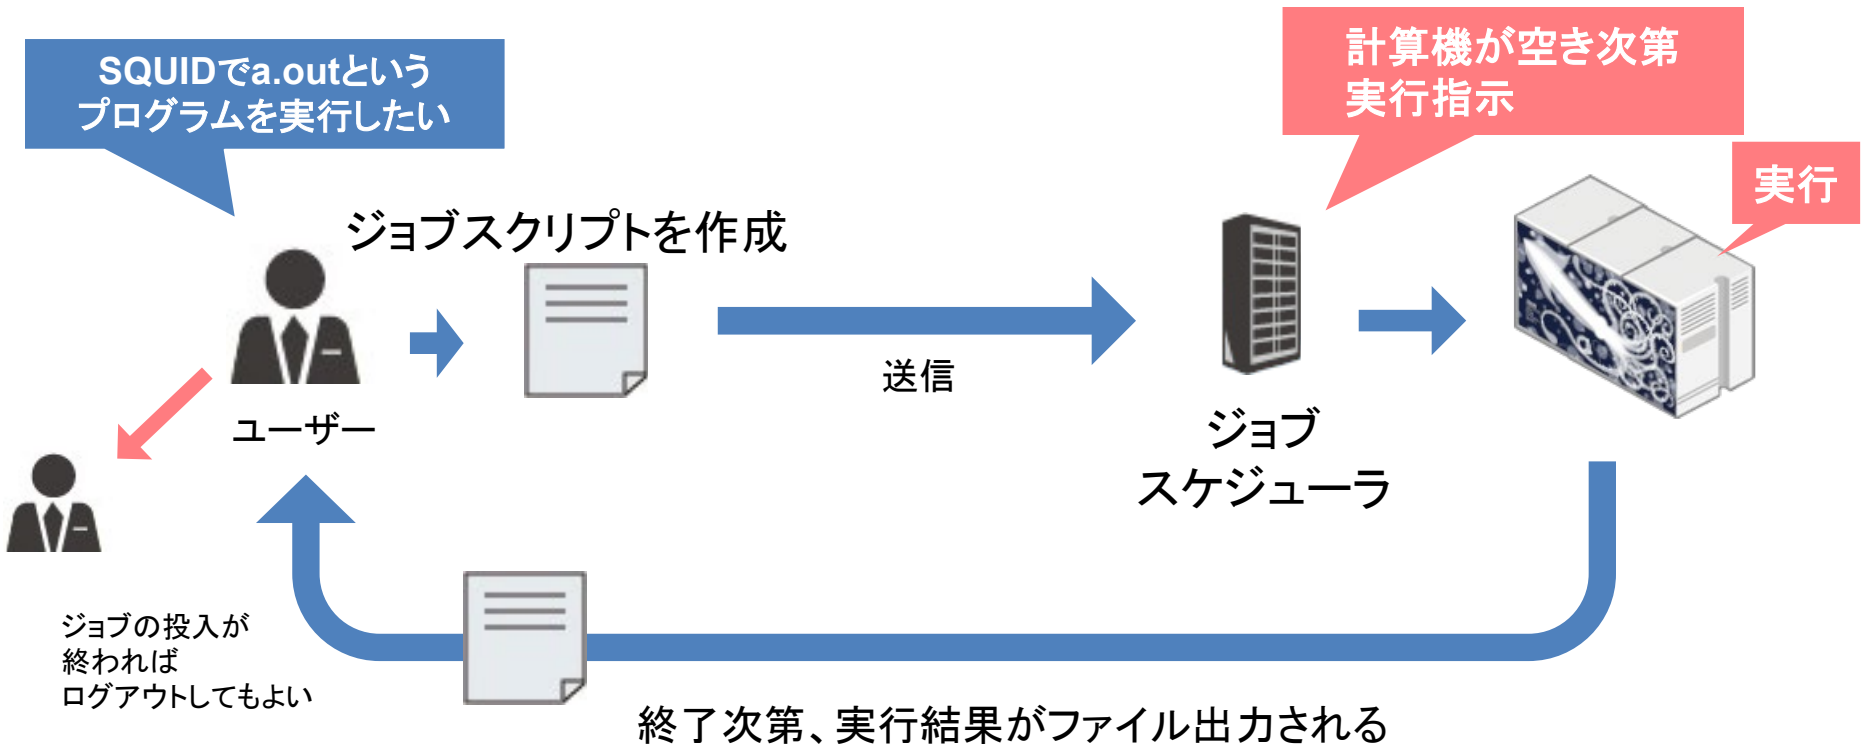 SQUIDでa.outという
プログラムを実行したい
計算機が空き次第
実行指示
実行
ジョブスクリプトを作成
送信
ユーザー
ジョブ
スケジューラ
ジョブの投入が
終われば
ログアウトしてもよい
終了次第、実行結果がファイル出力される